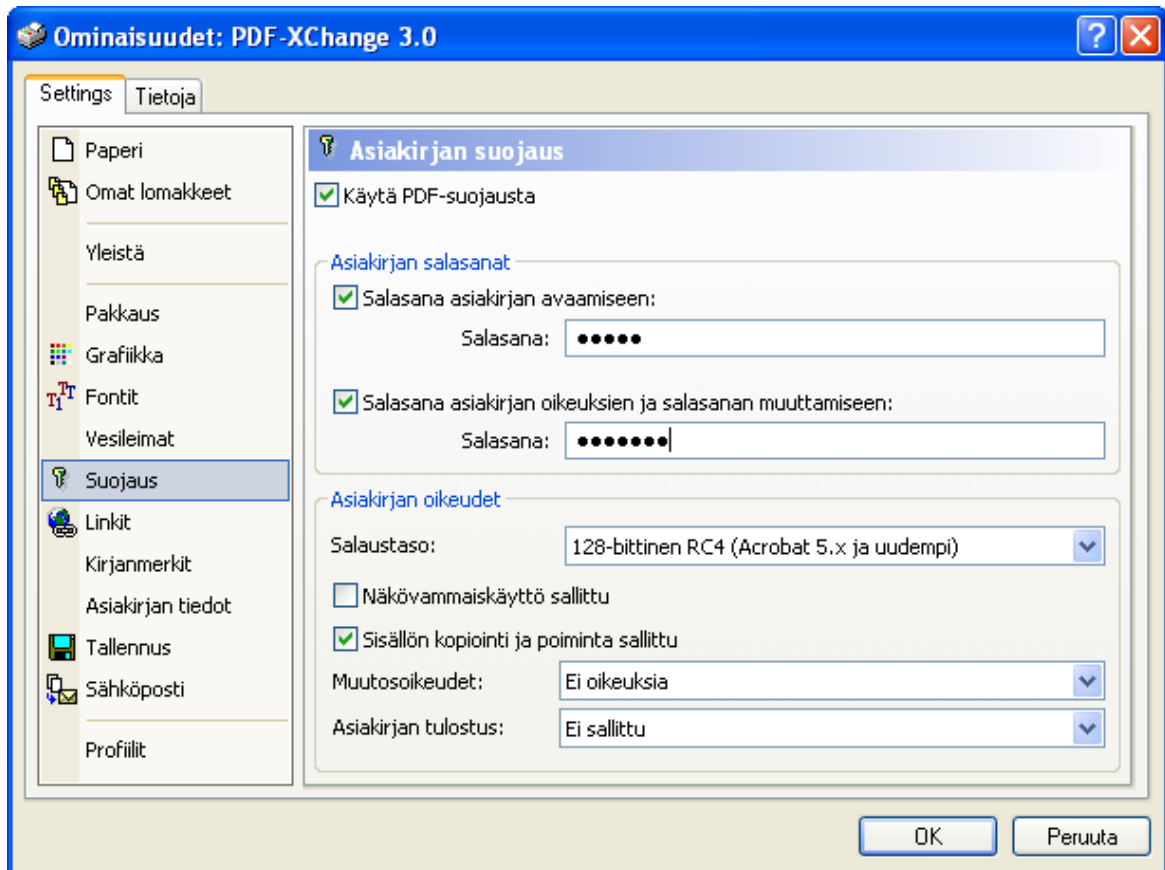 Ominaisuudet: PDF-XChange 3.0
Settings
Tietoja
Paperi
Omat lomakkeet
Yleistä
Pakkaus
Grafiikka
Fontit
Vesileimat
Suojaus
Linkit
Kirjanmerkit
Asiakirjan tiedot
Tallennus
Sähköposti
Profiilit
Asiakirjan suojaus
Käytä PDF-suojausta
Asiakirjan salasanat
Salasana asiakirjan avaamiseen:
Salasana: •••••
Salasana asiakirjan oikeuksien ja salasanan muuttamiseen:
Salasana: •••••••
Asiakirjan oikeudet
Salaustaso: 128-bittinen RC4 (Acrobat 5.x ja uudempi)
Näkövammaiskäyttö sallittu
Sisällön kopiointi ja poiminta sallittu
Muutosoikeudet: Ei oikeuksia
Asiakirjan tulostus: Ei sallittu
OK
Peruuta